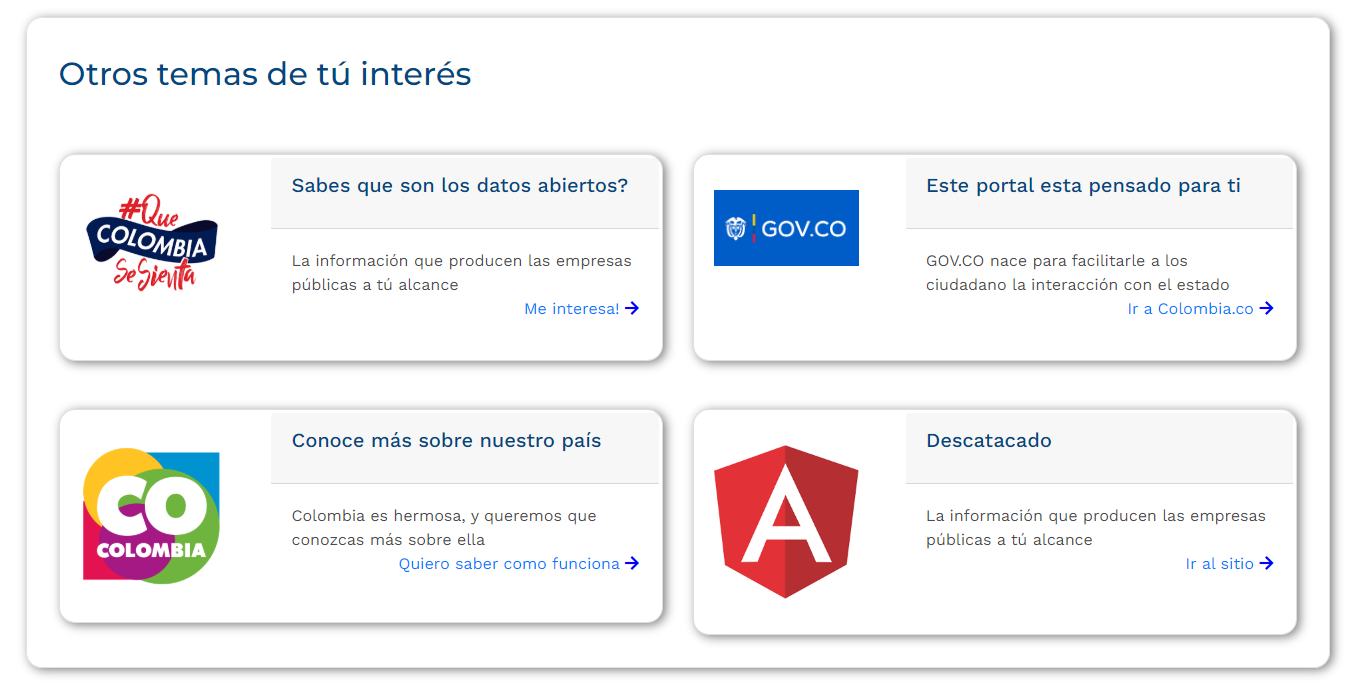 Otros temas de tú interés
#Que
COLOMBIA
Se Sienta
Sabes que son los datos abiertos?
La información que producen las empresas
públicas a tú alcance
Me interesa!
GOV.CO
Este portal esta pensado para ti
GOV.CO nace para facilitarle a los
ciudadano la interacción con el estado
Ir a Colombia.co
CO
COLOMBIA
Conoce más sobre nuestro país
Colombia es hermosa, y queremos que
conozcas más sobre ella
Quiero saber como funciona
A
Descatacado
La información que producen las empresas
públicas a tú alcance
Ir al sitio